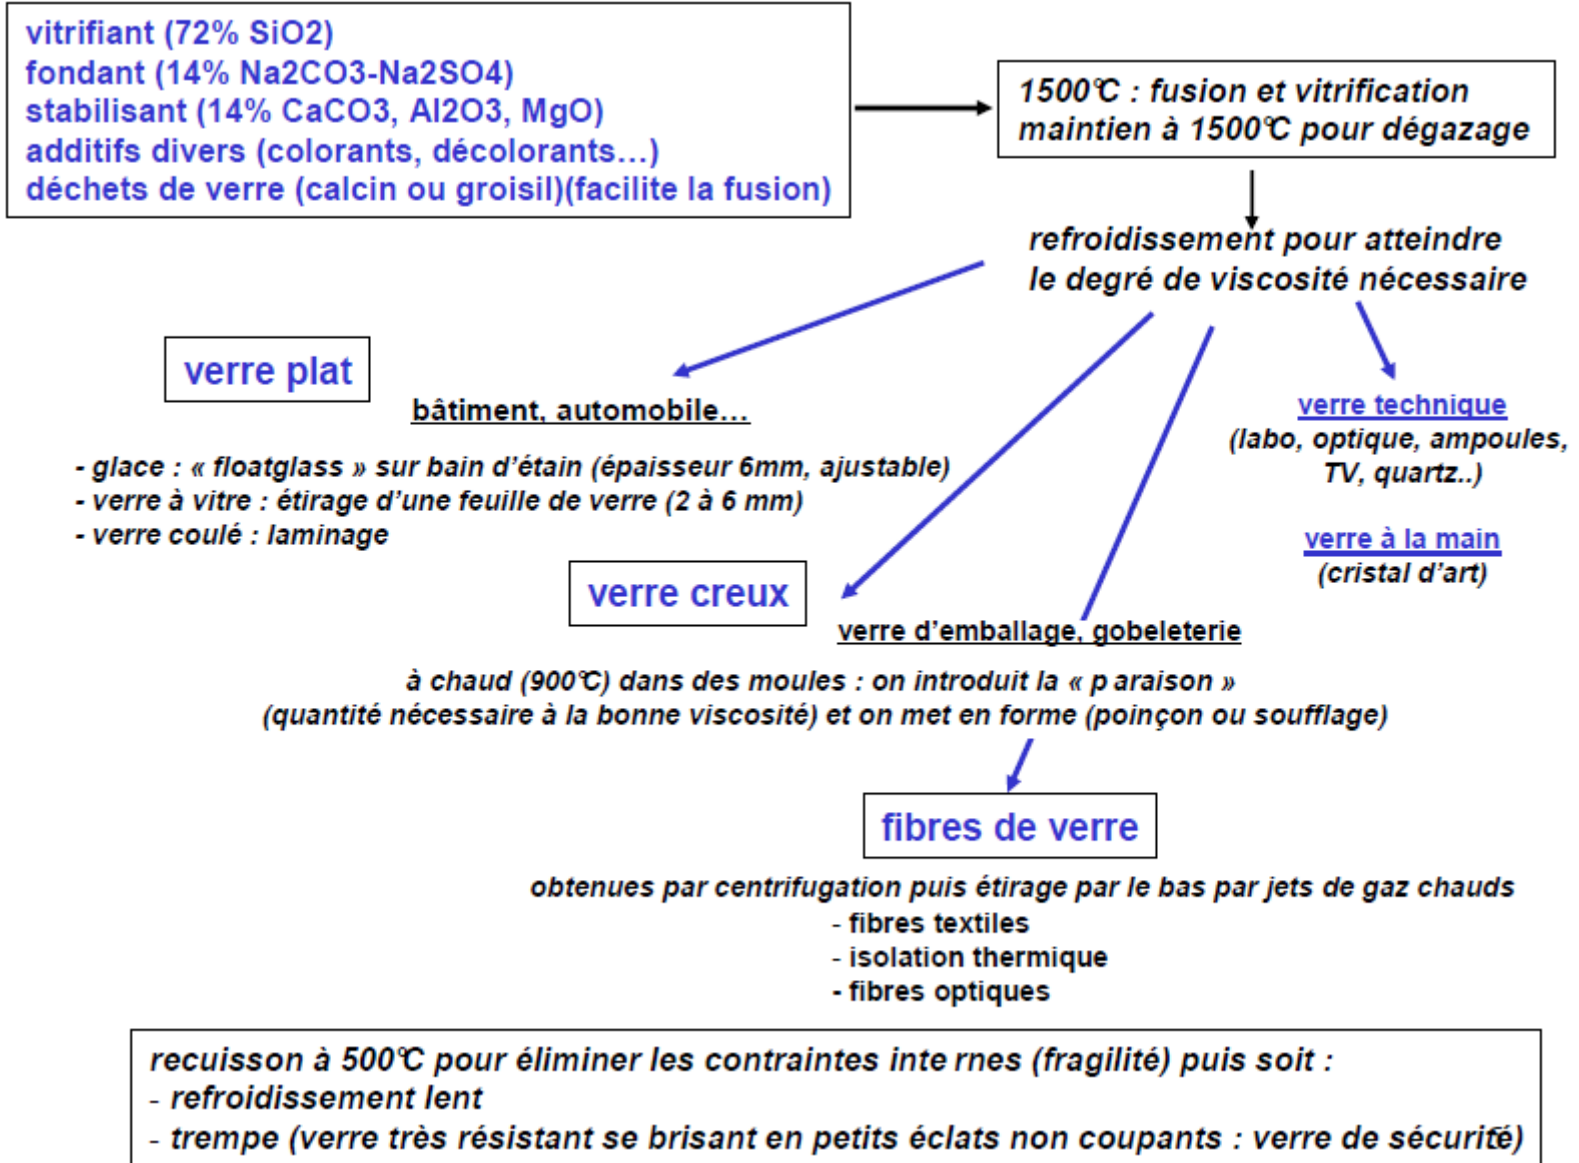 vitrifiant (72% SiO2)
fondant (14% Na2CO3-Na2SO4)
stabilisant (14% CaCO3, Al2O3, MgO)
additifs divers (colorants, décolorants…)
déchets de verre (calcin ou groisil)(facilite la fusion)
1500°C : fusion et vitrification
maintien à 1500°C pour dégazage
refroidissement pour atteindre
le degré de viscosité nécessaire
verre plat
bâtiment, automobile…
- glace : « floatglass » sur bain d’étain (épaisseur 6mm, ajustable)
- verre à vitre : étirage d’une feuille de verre (2 à 6 mm)
- verre coulé : laminage
verre technique
(labo, optique, ampoules,
TV, quartz..)
verre à la main
(cristal d’art)
verre creux
verre d’emballage, gobeleterie
à chaud (900°C) dans des moules : on introduit la « p araison »
(quantité nécessaire à la bonne viscosité) et on met en forme (poinçon ou soufflage)
fibres de verre
obtenues par centrifugation puis étirage par le bas par jets de gaz chauds
- fibres textiles
- isolation thermique
- fibres optiques
recuisson à 500°C pour éliminer les contraintes inte rnes (fragilité) puis soit :
- refroidissement lent
- trempe (verre très résistant se brisant en petits éclats non coupants : verre de sécurité)